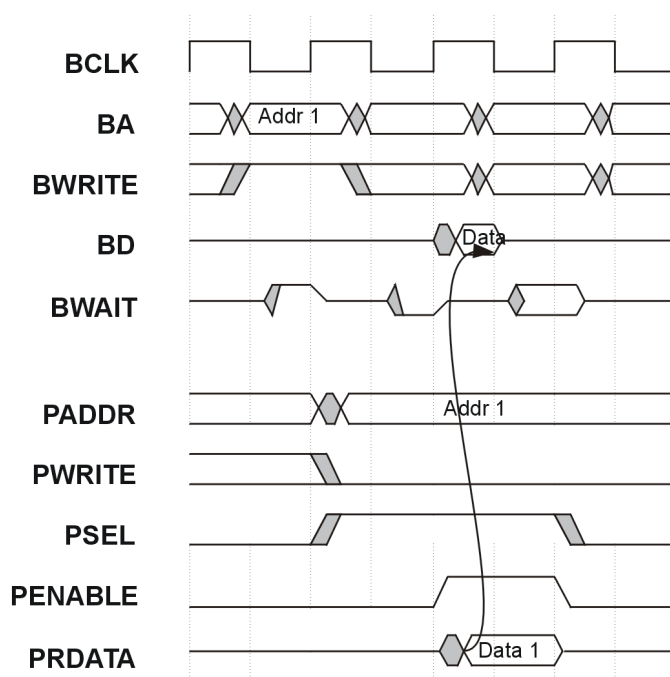 BCLK
BA Addr 1
BWRITE
BD Data
BWAIT
PADDR Addr 1
PWRITE
PSEL
PENABLE
PRDATA Data 1